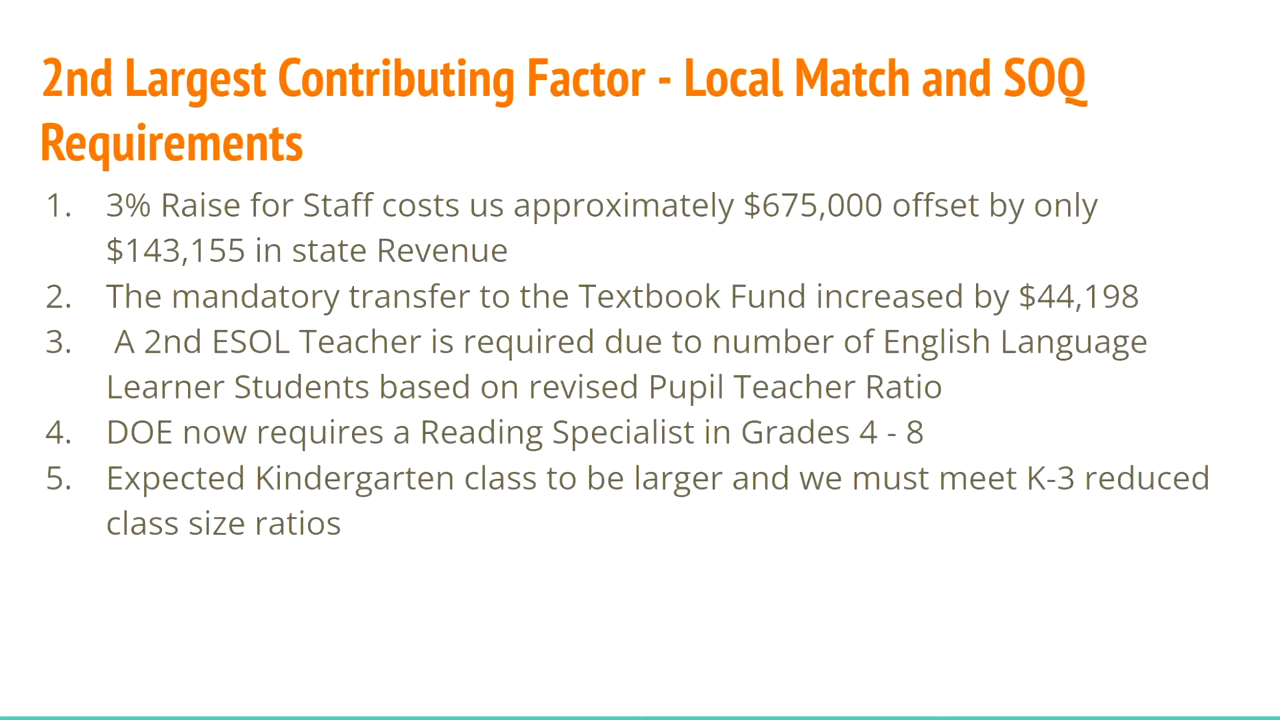 2nd Largest Contributing Factor - Local Match and SOQ
Requirements
1. 3% Raise for Staff costs us approximately $675,000 offset by only
$143,155 in state Revenue
2. The mandatory transfer to the Textbook Fund increased by $44,198
3. A 2nd ESOL Teacher is required due to number of English Language
Learner Students based on revised Pupil Teacher Ratio
4. DOE now requires a Reading Specialist in Grades 4 - 8
5. Expected Kindergarten class to be larger and we must meet K-3 reduced
class size ratios